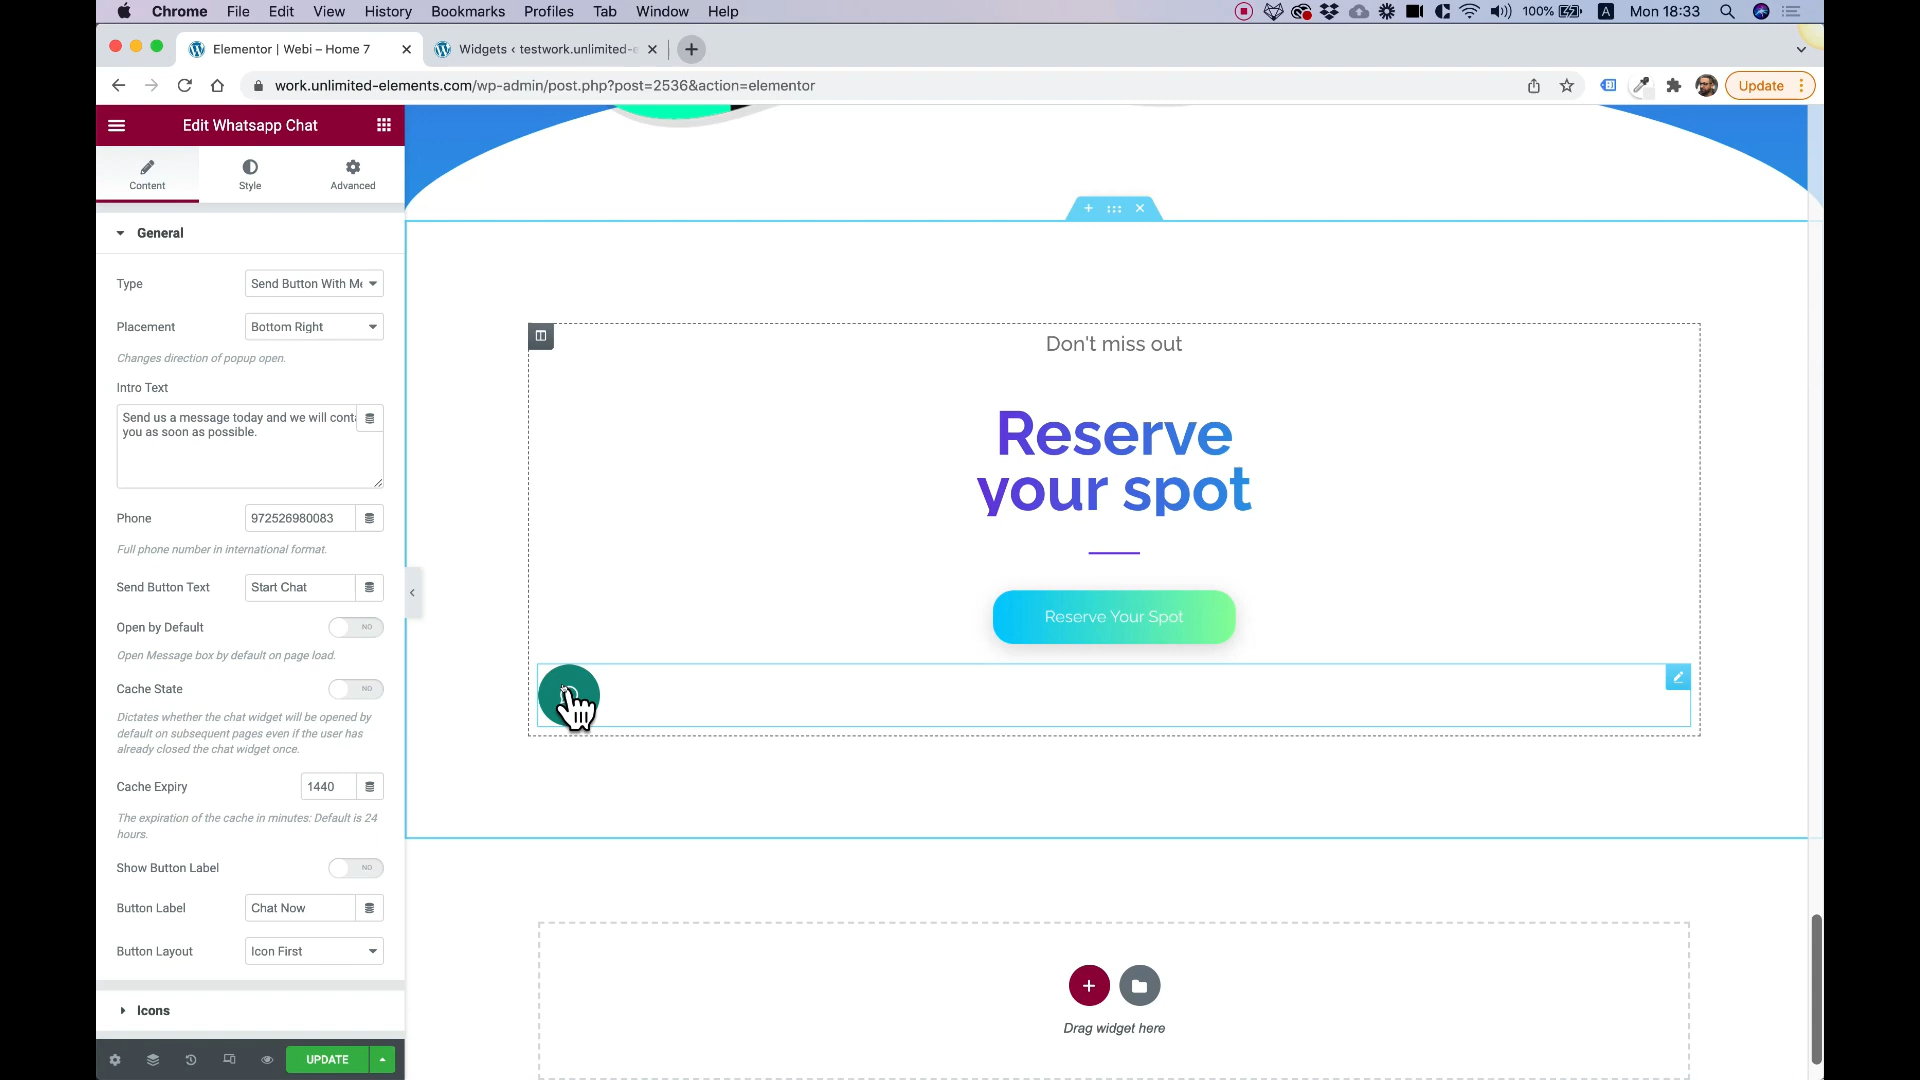 Chrome File Edit View History Bookmarks Profiles Tab Window Help 100% A Mon 18:33
Elementor | Webi – Home 7
Widgets ‹ testwork.unlimited-e
work.unlimited-elements.com/wp-admin/post.php?post=2536&action=elementor
Update
Edit Whatsapp Chat
Content Style Advanced
General
Type Send Button With Me
Placement Bottom Right
Changes direction of popup open.
Intro Text
Send us a message today and we will conta
you as soon as possible.
Phone 972526980083
Full phone number in international format.
Send Button Text Start Chat
Open by Default NO
Open Message box by default on page load.
Cache State NO
Dictates whether the chat widget will be opened by
default on subsequent pages even if the user has
already closed the chat widget once.
Cache Expiry 1440
The expiration of the cache in minutes: Default is 24
hours.
Show Button Label NO
Button Label Chat Now
Button Layout Icon First
Icons
UPDATE
Don't miss out
Reserve
your spot
Reserve Your Spot
Drag widget here